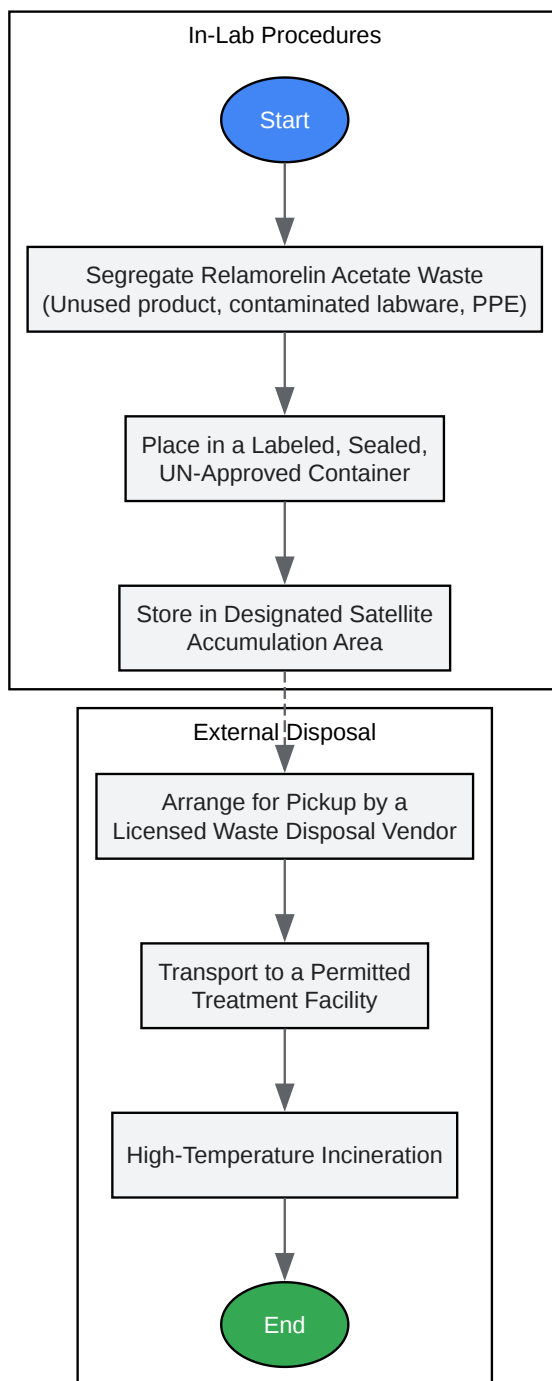 In-Lab Procedures
Start
Segregate Relamorelin Acetate Waste
(Unused product, contaminated labware, PPE)
Place in a Labeled, Sealed,
UN-Approved Container
Store in Designated Satellite
Accumulation Area
External Disposal
Arrange for Pickup by a
Licensed Waste Disposal Vendor
Transport to a Permitted
Treatment Facility
High-Temperature Incineration
End